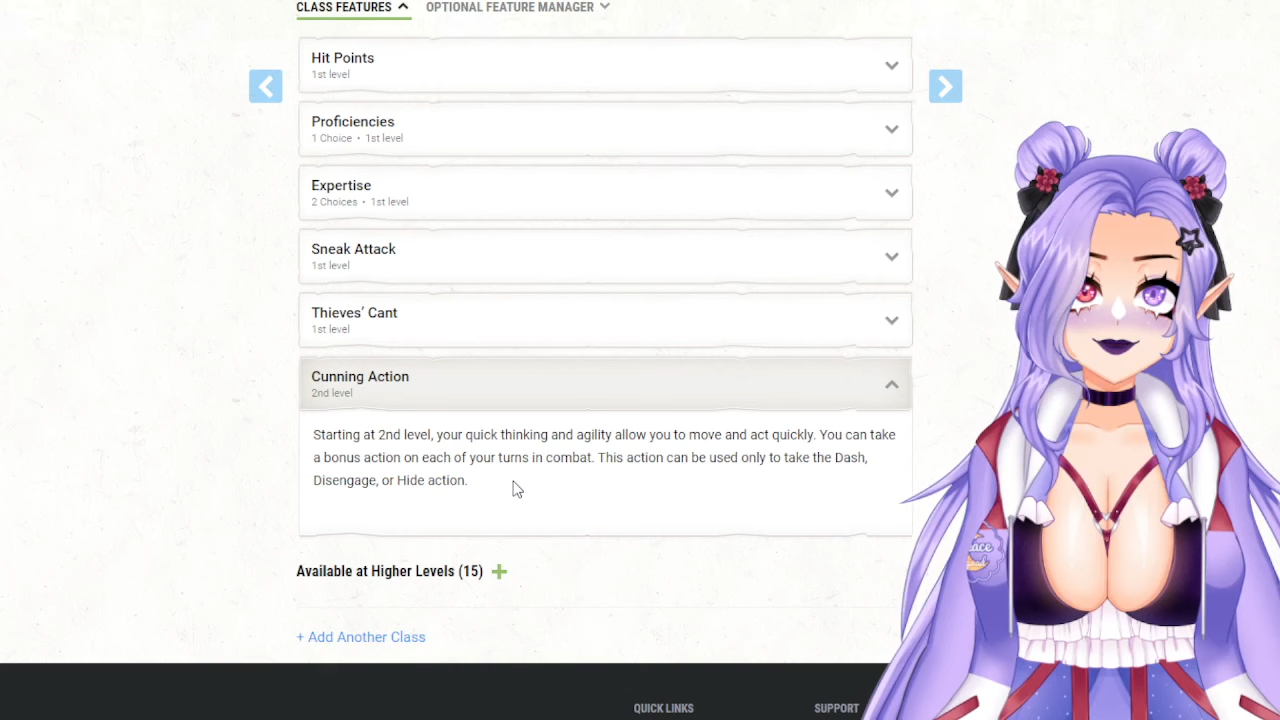 CLASS FEATURES
OPTIONAL FEATURE MANAGER
Hit Points
1st level
Proficiencies
1 Choice • 1st level
Expertise
2 Choices • 1st level
Sneak Attack
1st level
Thieves' Cant
1st level
Cunning Action
2nd level
Starting at 2nd level, your quick thinking and agility allow you to move and act quickly. You can take
a bonus action on each of your turns in combat. This action can be used only to take the Dash,
Disengage, or Hide action.
Available at Higher Levels (15)
+ Add Another Class
QUICK LINKS
SUPPORT